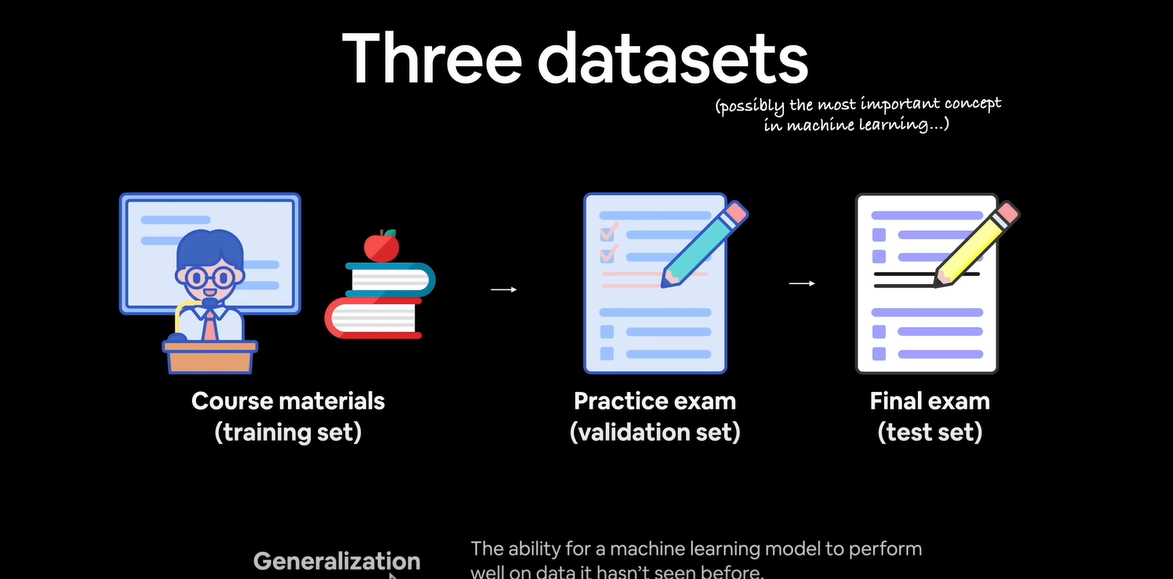 Three datasets
(possibly the most important concept
in machine learning...)
Course materials
(training set)
Practice exam
(validation set)
Final exam
(test set)
Generalization
The ability for a machine learning model to perform
well on data it hasn't seen before.